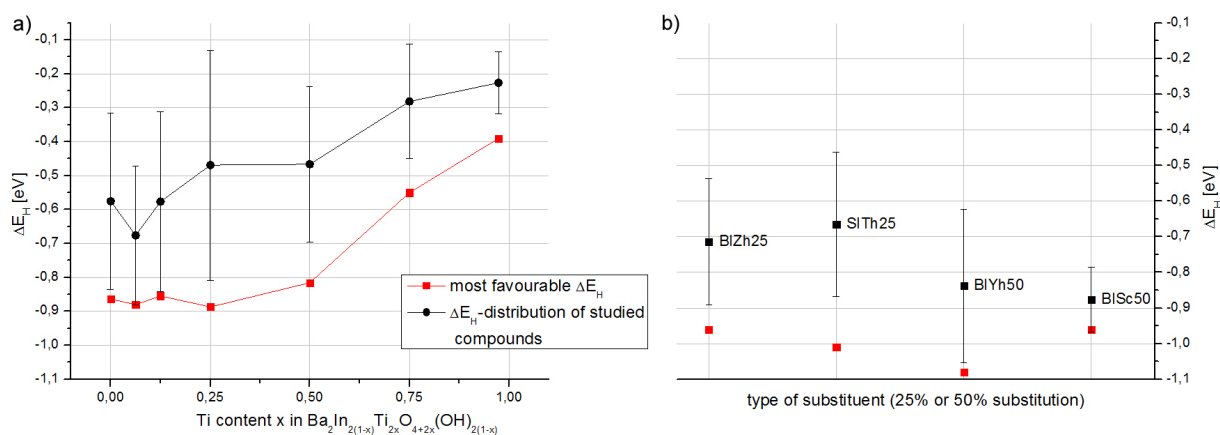 a)
b)
-0,1
-0,2
-0,3
-0,4
-0,5
-0,6
-0,7
-0,8
-0,9
-1,0
-1,1
ΔE_H [eV]
0,00 0,25 0,50 0,75 1,00
Ti content x in Ba₂In₂₍₁₋ₓ₎Ti₂ₓO₄₊₂ₓ(OH)₂₍₁₋ₓ₎
most favourable ΔE_H
ΔE_H-distribution of studied
compounds
BIZh25
SITh25
BIYh50
BISc50
type of substituent (25% or 50% substitution)
-0,1
-0,2
-0,3
-0,4
-0,5
-0,6
-0,7
-0,8
-0,9
-1,0
-1,1
ΔE_H [eV]